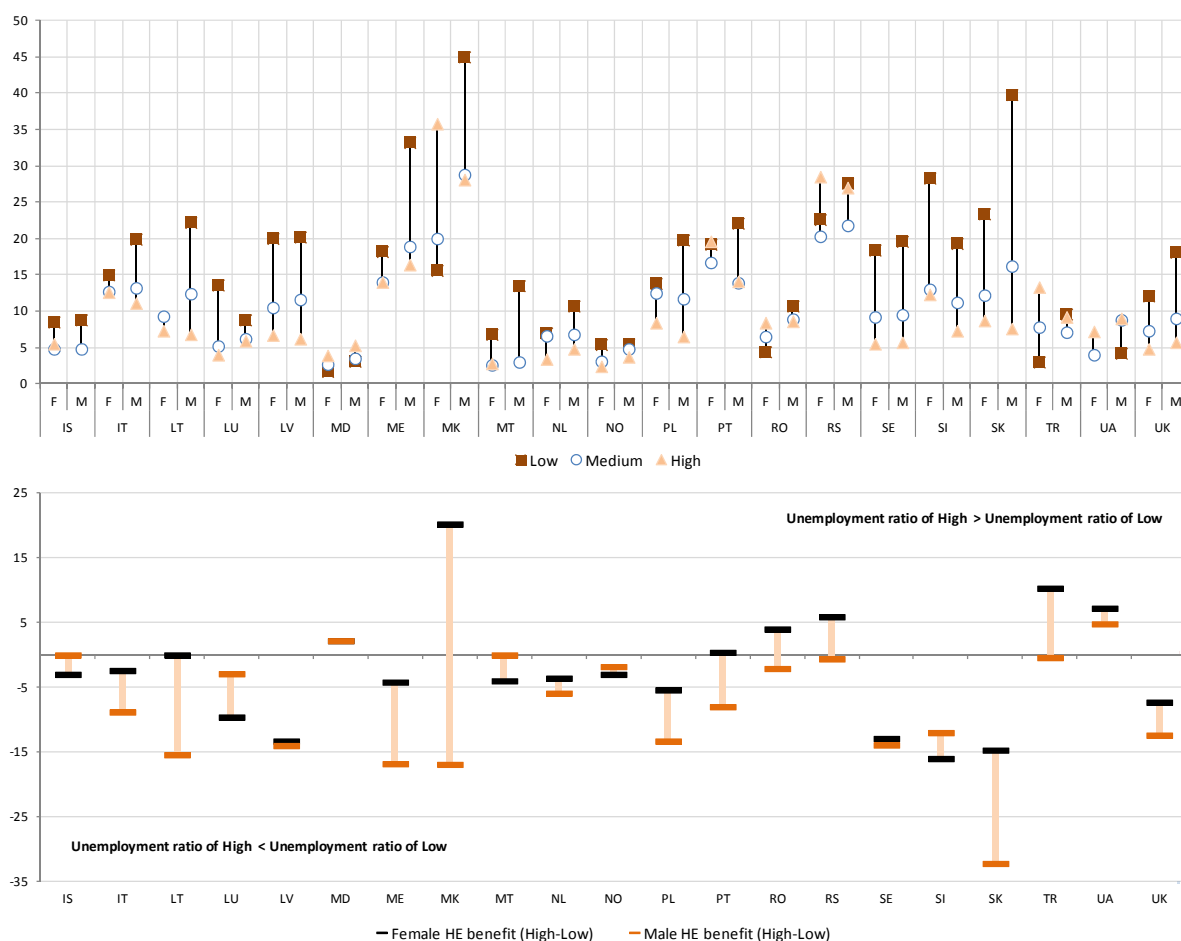 50
45
40
35
30
25
20
15
10
5
0
F M F M F M F M F M F M F M F M F M F M F M F M F M F M F M F M F M F M F M F M F M
IS IT LT LU LV MD ME MK MT NL NO PL PT RO RS SE SI SK TR UA UK
Low Medium High
25
Unemployment ratio of High > Unemployment ratio of Low
15
5
-5
-15
-25
Unemployment ratio of High < Unemployment ratio of Low
-35
IS IT LT LU LV MD ME MK MT NL NO PL PT RO RS SE SI SK TR UA UK
Female HE benefit (High-Low) Male HE benefit (High-Low)